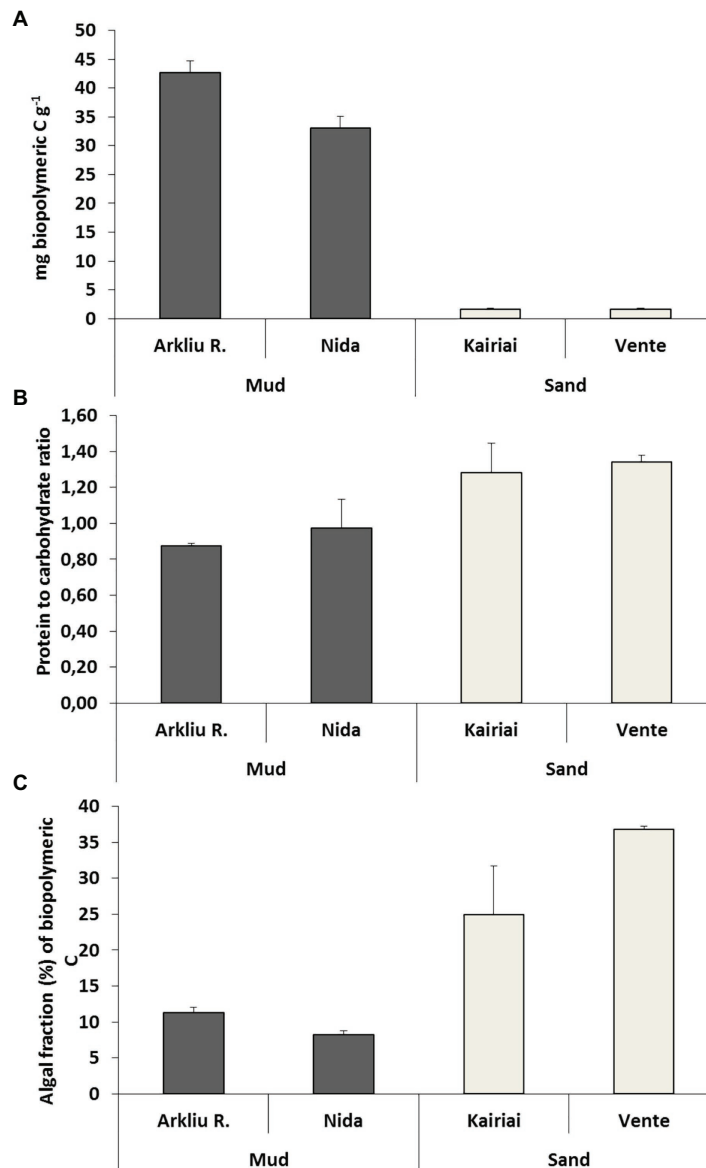 A
mg biopolymeric C g⁻¹
50
45
40
35
30
25
20
15
10
5
0
Arkliu R. Nida Kairiai Vente
Mud Sand
B
Protein to carbohydrate ratio
1,60
1,40
1,20
1,00
0,80
0,60
0,40
0,20
0,00
Arkliu R. Nida Kairiai Vente
Mud Sand
C
Algal fraction (%) of biopolymeric
C
40
35
30
25
20
15
10
5
0
Arkliu R. Nida Kairiai Vente
Mud Sand